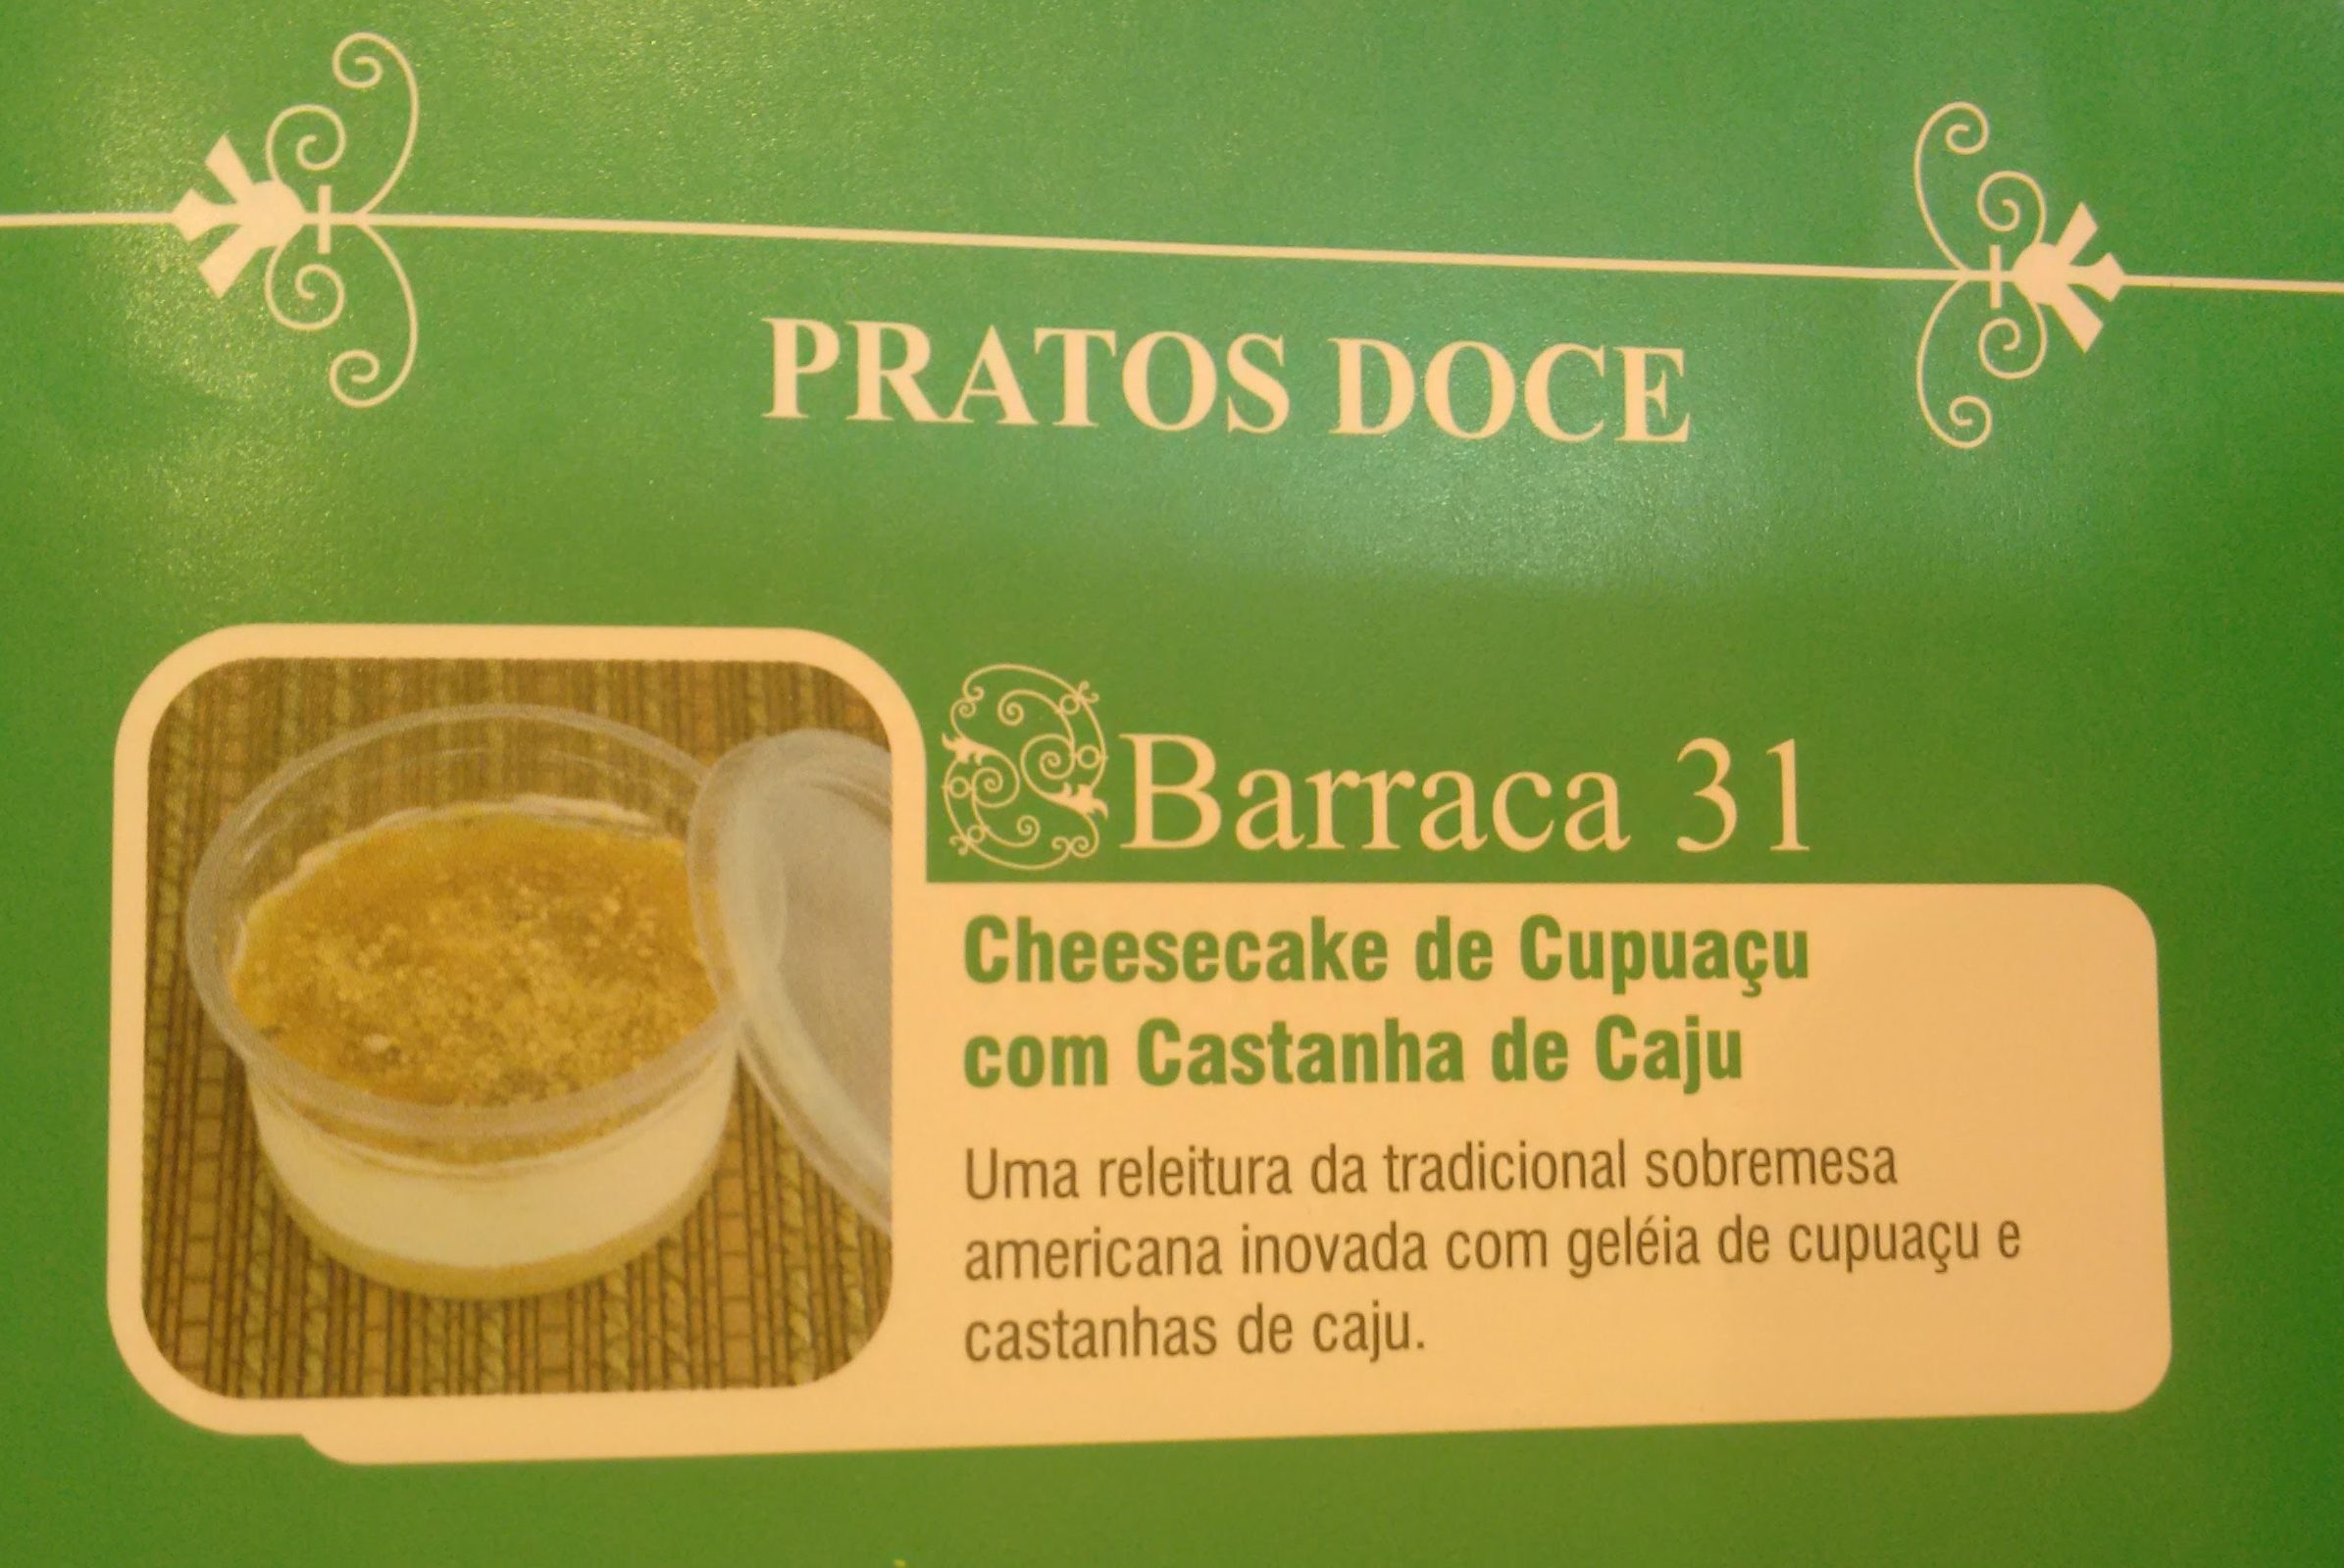 PRATOS DOCE
Barraca 31
Cheesecake de Cupuaçu
com Castanha de Caju
Uma releitura da tradicional sobremesa
americana inovada com geléia de cupuaçu e
castanhas de caju.